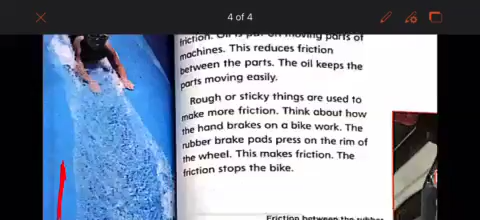 4 of 4
friction. Oil is put on moving parts of
machines. This reduces friction
between the parts. The oil keeps the
parts moving easily.
Rough or sticky things are used to
make more friction. Think about how
the hand brakes on a bike work. The
rubber brake pads press on the rim of
the wheel. This makes friction. The
friction stops the bike.
Friction between the rubber